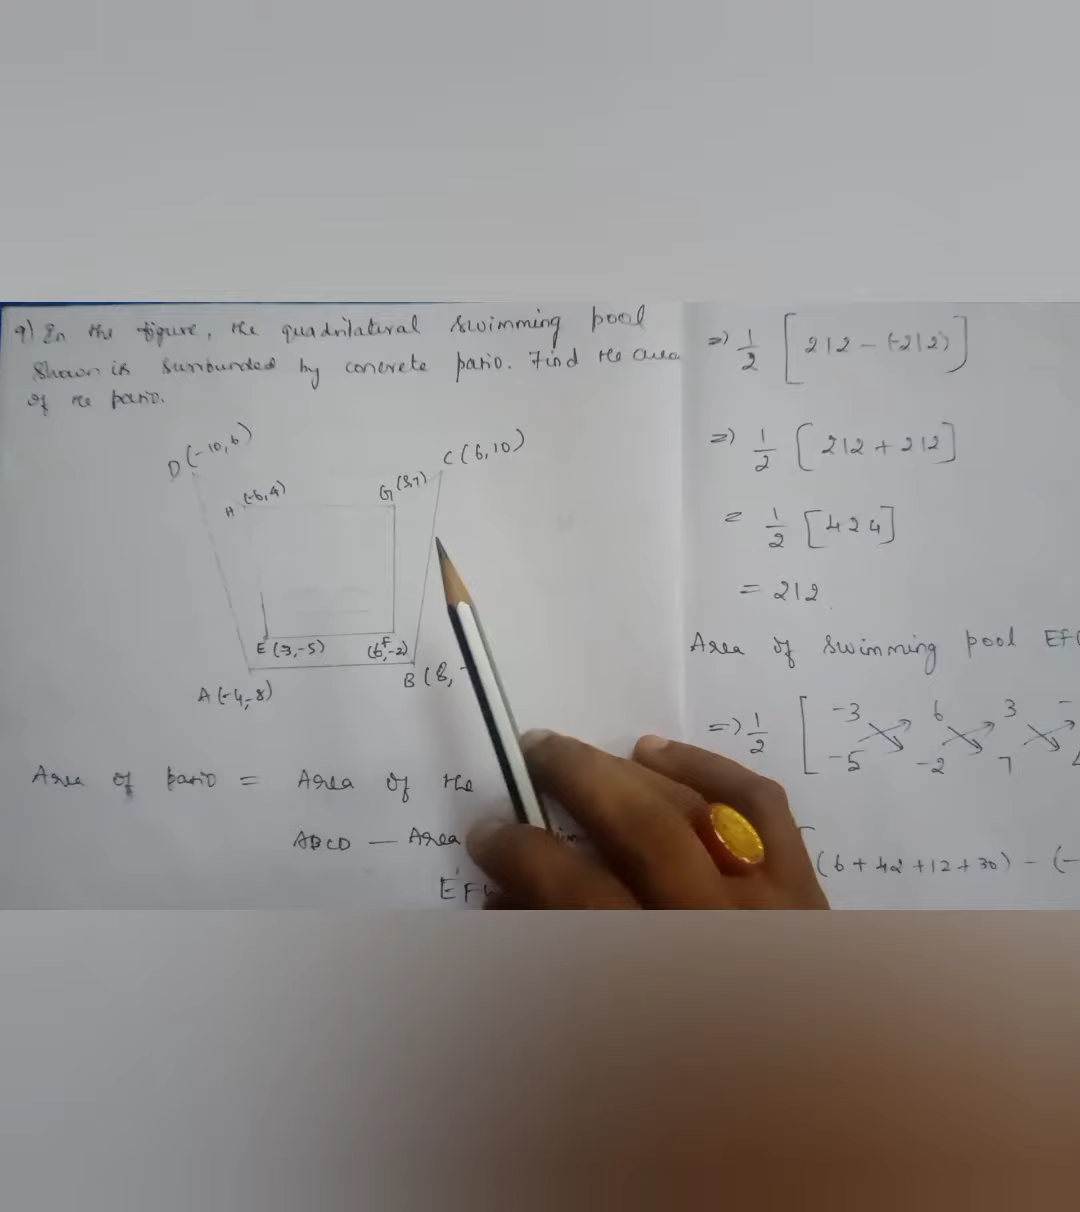 9) In the figure, the quadrilateral swimming pool
shown is surrounded by concrete patio. Find the area
of the patio.
D(-10,6)
C(6,10)
H(-6,4)
G(3,7)
E(-3,-5)
F(6,-2)
A(-4,-8)
B(8,-
Area of patio = Area of the
ABCD — Area
EF
=> 1/2 [212 - (-212)]
=> 1/2 [212 + 212]
= 1/2 [424]
= 212.
Area of swimming pool EF
=> 1/2 [ -3 6 3 -
-5 -2 7 4
(6 + 42 + 12 + 30) - (-